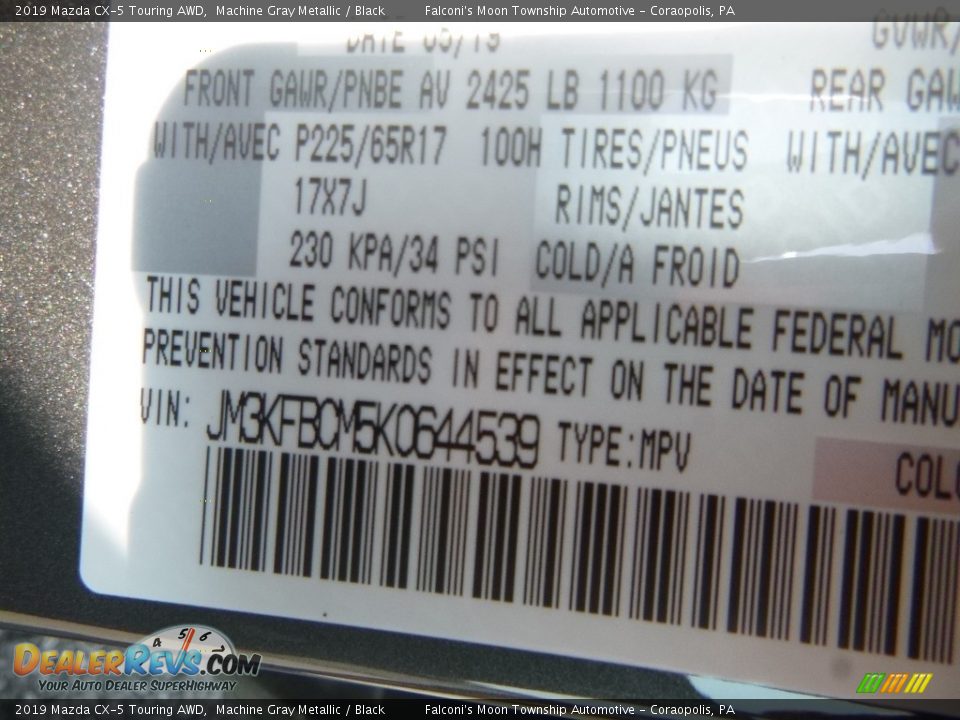 2019 Mazda CX-5 Touring AWD, Machine Gray Metallic / Black Falconi's Moon Township Automotive - Coraopolis, PA
DATE 05/19 GVWR/
FRONT GAWR/PNBE AV 2425 LB 1100 KG REAR GAW
WITH/AVEC P225/65R17 100H TIRES/PNEUS WITH/AVEC
17X7J RIMS/JANTES
230 KPA/34 PSI COLD/A FROID
THIS VEHICLE CONFORMS TO ALL APPLICABLE FEDERAL MO
PREVENTION STANDARDS IN EFFECT ON THE DATE OF MANU
VIN: JM3KFBCM5K0644539 TYPE:MPV
COLO
4 5 6
DEALERREVS.COM
YOUR AUTO DEALER SUPERHIGHWAY
2019 Mazda CX-5 Touring AWD, Machine Gray Metallic / Black Falconi's Moon Township Automotive - Coraopolis, PA